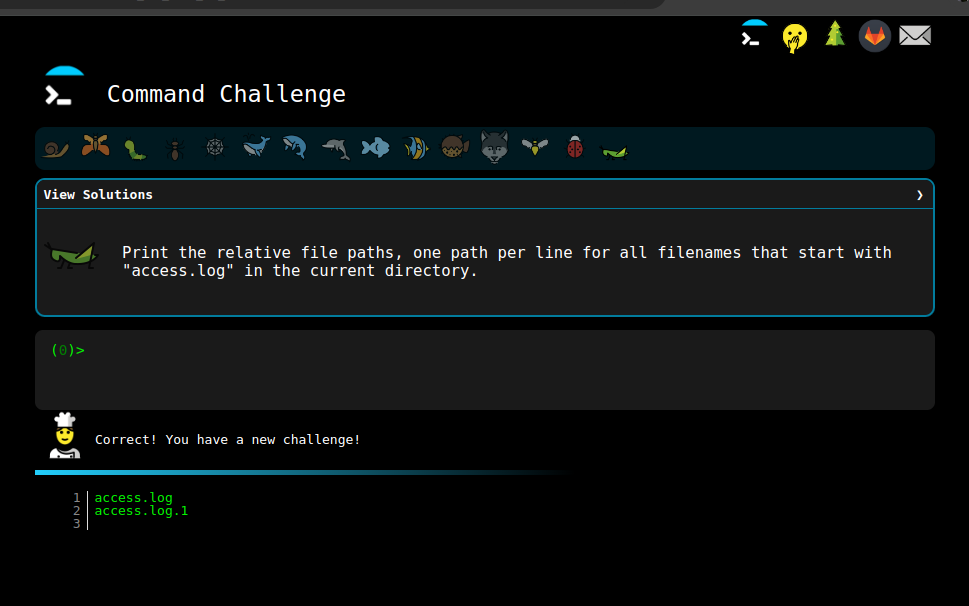 Command Challenge
View Solutions ❯
Print the relative file paths, one path per line for all filenames that start with
"access.log" in the current directory.
(0)>
Correct! You have a new challenge!
1 access.log
2 access.log.1
3